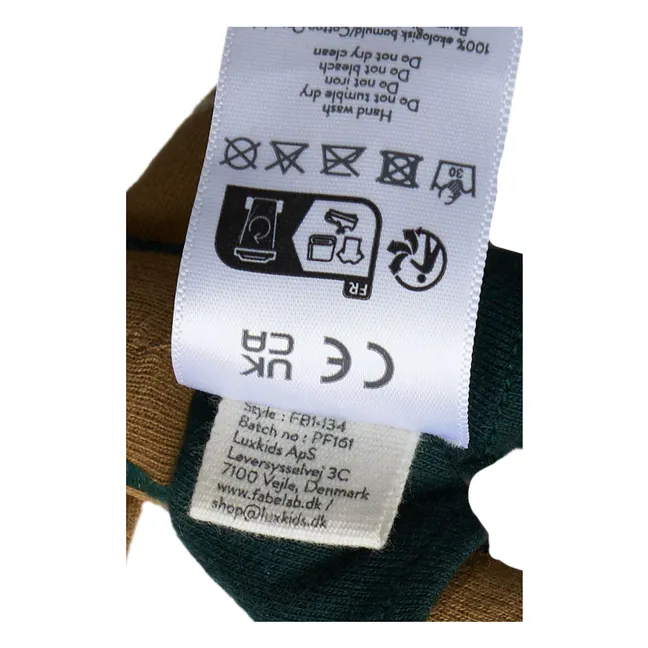 CE UK
CA
FR
30
Hand wash
Do not tumble dry
Do not iron
Do not bleach
Do not dry clean
100% økologisk bomuld/Cotton
Style : FB1-134
Batch no : PF161
Luxkids ApS
Løversysselvej 3C
7100 Vejle, Denmark
www.fabelab.dk /
shop@luxkids.dk